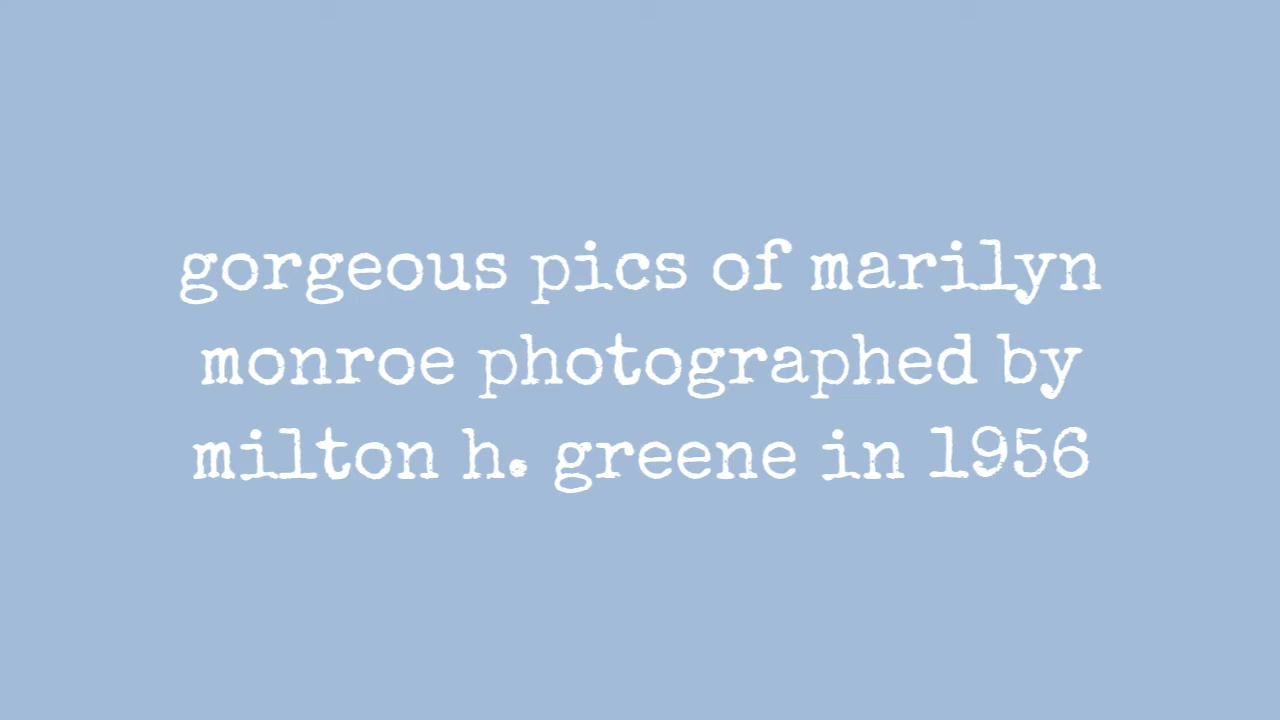 gorgeous pics of marilyn
monroe photographed by
milton h. greene in 1956